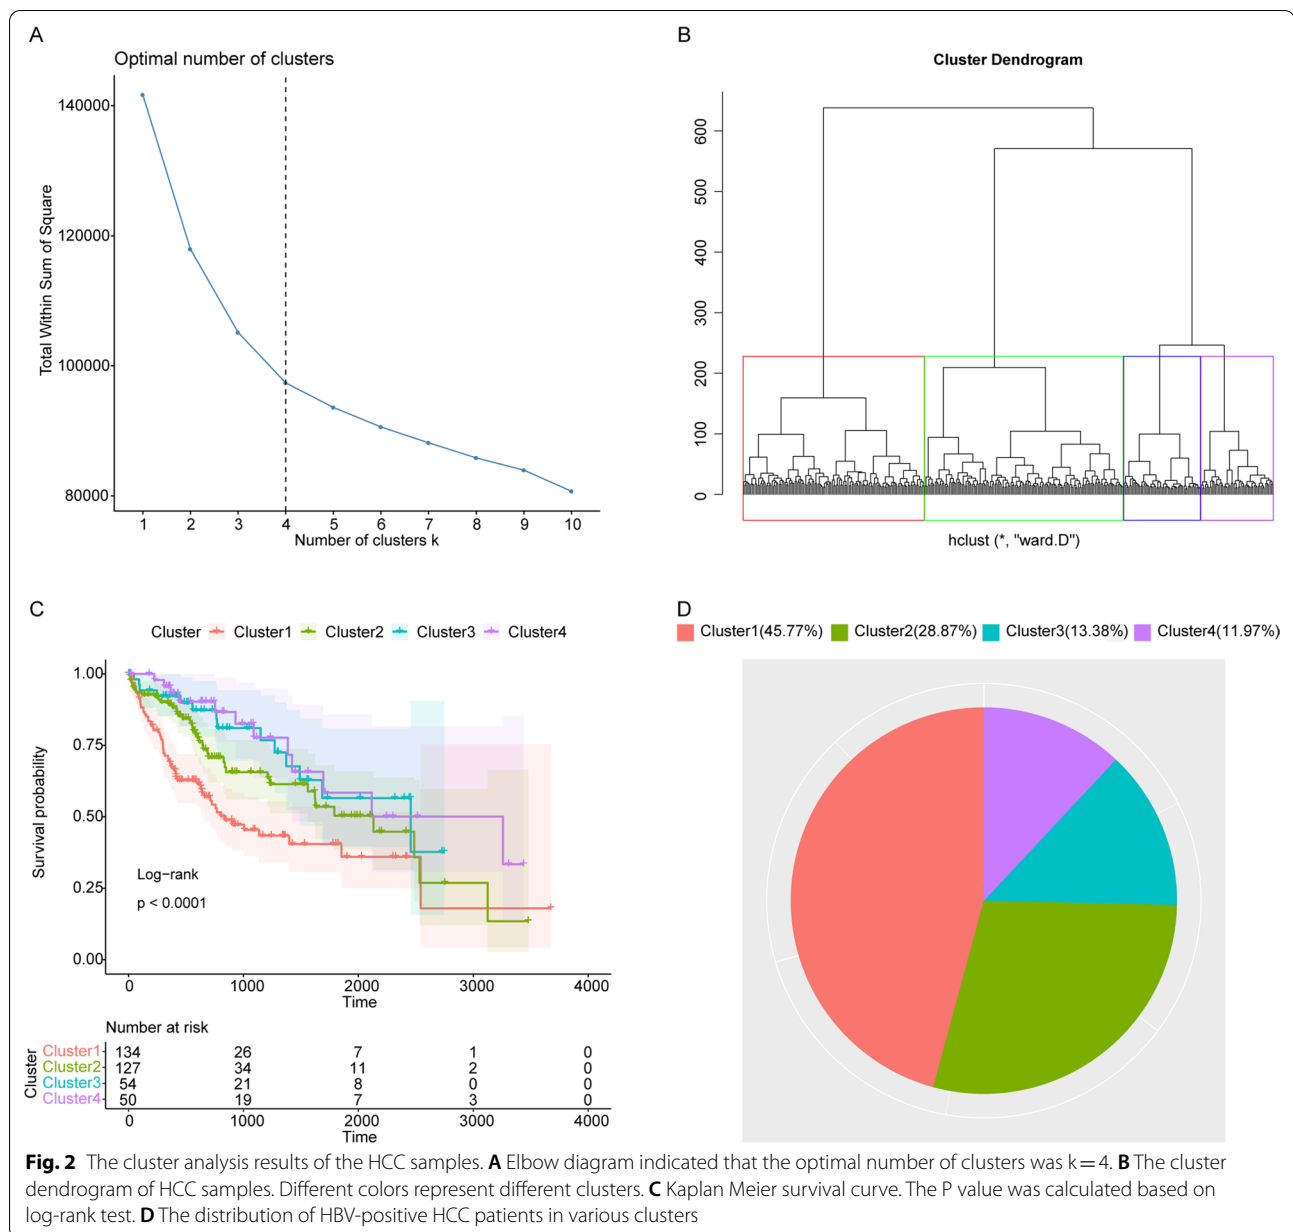 A
Optimal number of clusters
Total Within Sum of Square
140000
120000
100000
80000
1 2 3 4 5 6 7 8 9 10
Number of clusters k
B
Cluster Dendrogram
600
500
400
300
200
100
0
hclust (*, "ward.D")
C
Cluster Cluster1 Cluster2 Cluster3 Cluster4
Survival probability
1.00
0.75
0.50
0.25
0.00
Log−rank
p < 0.0001
0 1000 2000 3000 4000
Time
Number at risk
Cluster
Cluster1 134 26 7 1 0
Cluster2 127 34 11 2 0
Cluster3 54 21 8 0 0
Cluster4 50 19 7 3 0
0 1000 2000 3000 4000
Time
D
Cluster1(45.77%) Cluster2(28.87%) Cluster3(13.38%) Cluster4(11.97%)
Fig. 2 The cluster analysis results of the HCC samples. A Elbow diagram indicated that the optimal number of clusters was k = 4. B The cluster
dendrogram of HCC samples. Different colors represent different clusters. C Kaplan Meier survival curve. The P value was calculated based on
log-rank test. D The distribution of HBV-positive HCC patients in various clusters